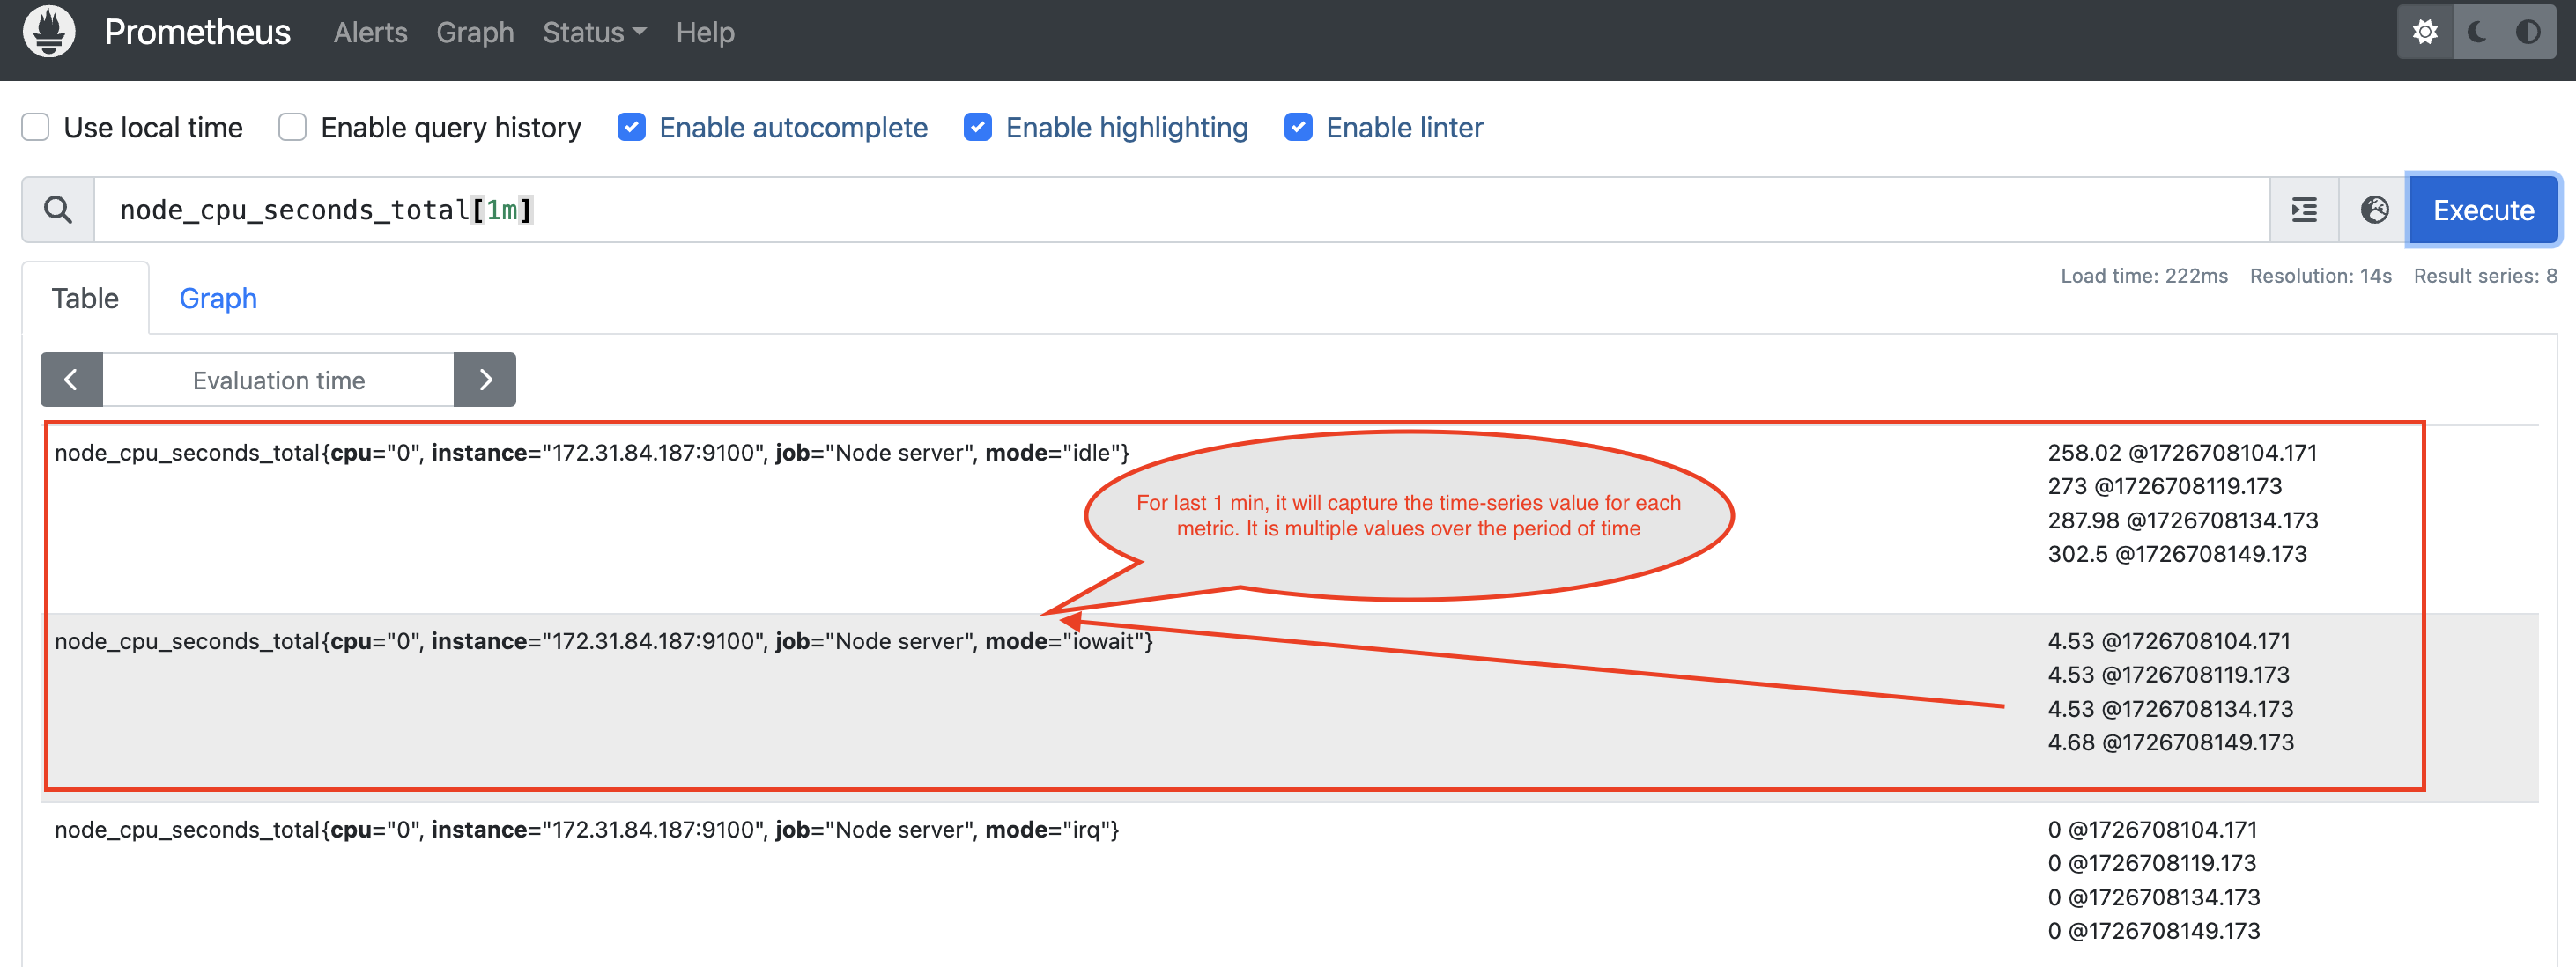 Prometheus Alerts Graph Status Help
Use local time Enable query history Enable autocomplete Enable highlighting Enable linter
node_cpu_seconds_total[1m] Execute
Load time: 222ms Resolution: 14s Result series: 8
Table Graph
Evaluation time
node_cpu_seconds_total{cpu="0", instance="172.31.84.187:9100", job="Node server", mode="idle"}
258.02 @1726708104.171
273 @1726708119.173
287.98 @1726708134.173
302.5 @1726708149.173
For last 1 min, it will capture the time-series value for each
metric. It is multiple values over the period of time
node_cpu_seconds_total{cpu="0", instance="172.31.84.187:9100", job="Node server", mode="iowait"}
4.53 @1726708104.171
4.53 @1726708119.173
4.53 @1726708134.173
4.68 @1726708149.173
node_cpu_seconds_total{cpu="0", instance="172.31.84.187:9100", job="Node server", mode="irq"}
0 @1726708104.171
0 @1726708119.173
0 @1726708134.173
0 @1726708149.173